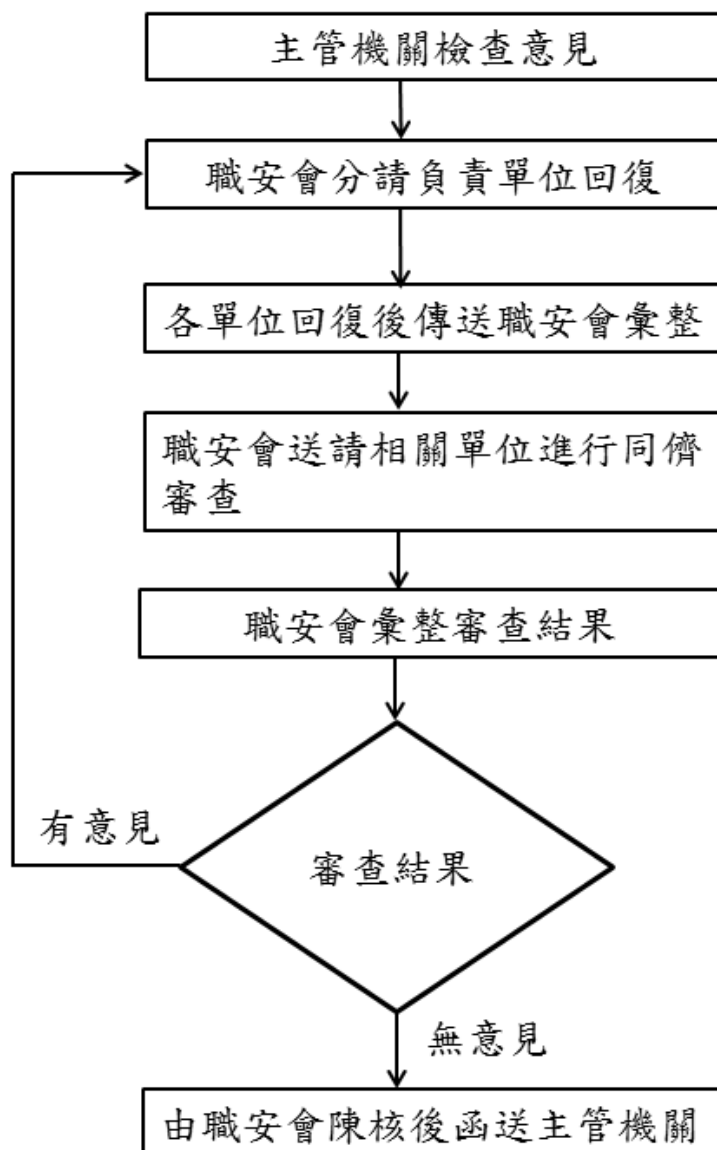 主管機關檢查意見
職安會分請負責單位回復
各單位回復後傳送職安會彙整
職安會送請相關單位進行同儕
審查
職安會彙整審查結果
有意見
審查結果
無意見
由職安會陳核後函送主管機關